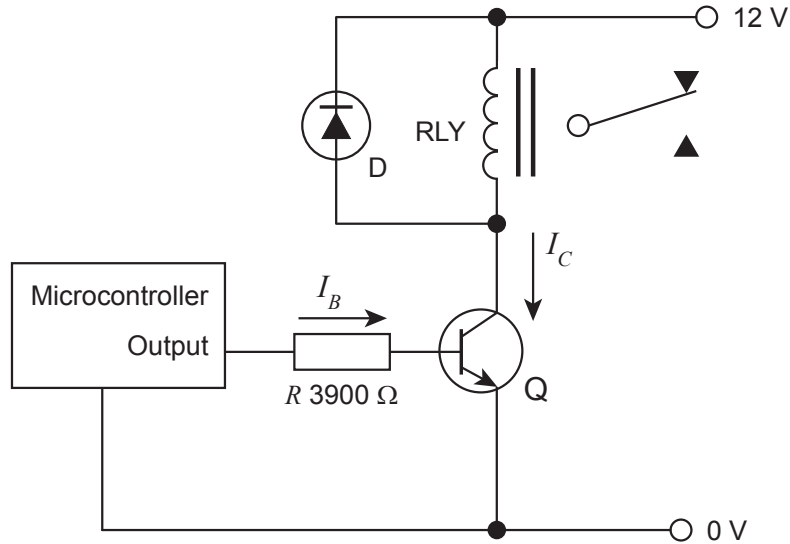 12 V
RLY
D
I_C
Microcontroller
Output
I_B
R 3900 Ω
Q
0 V